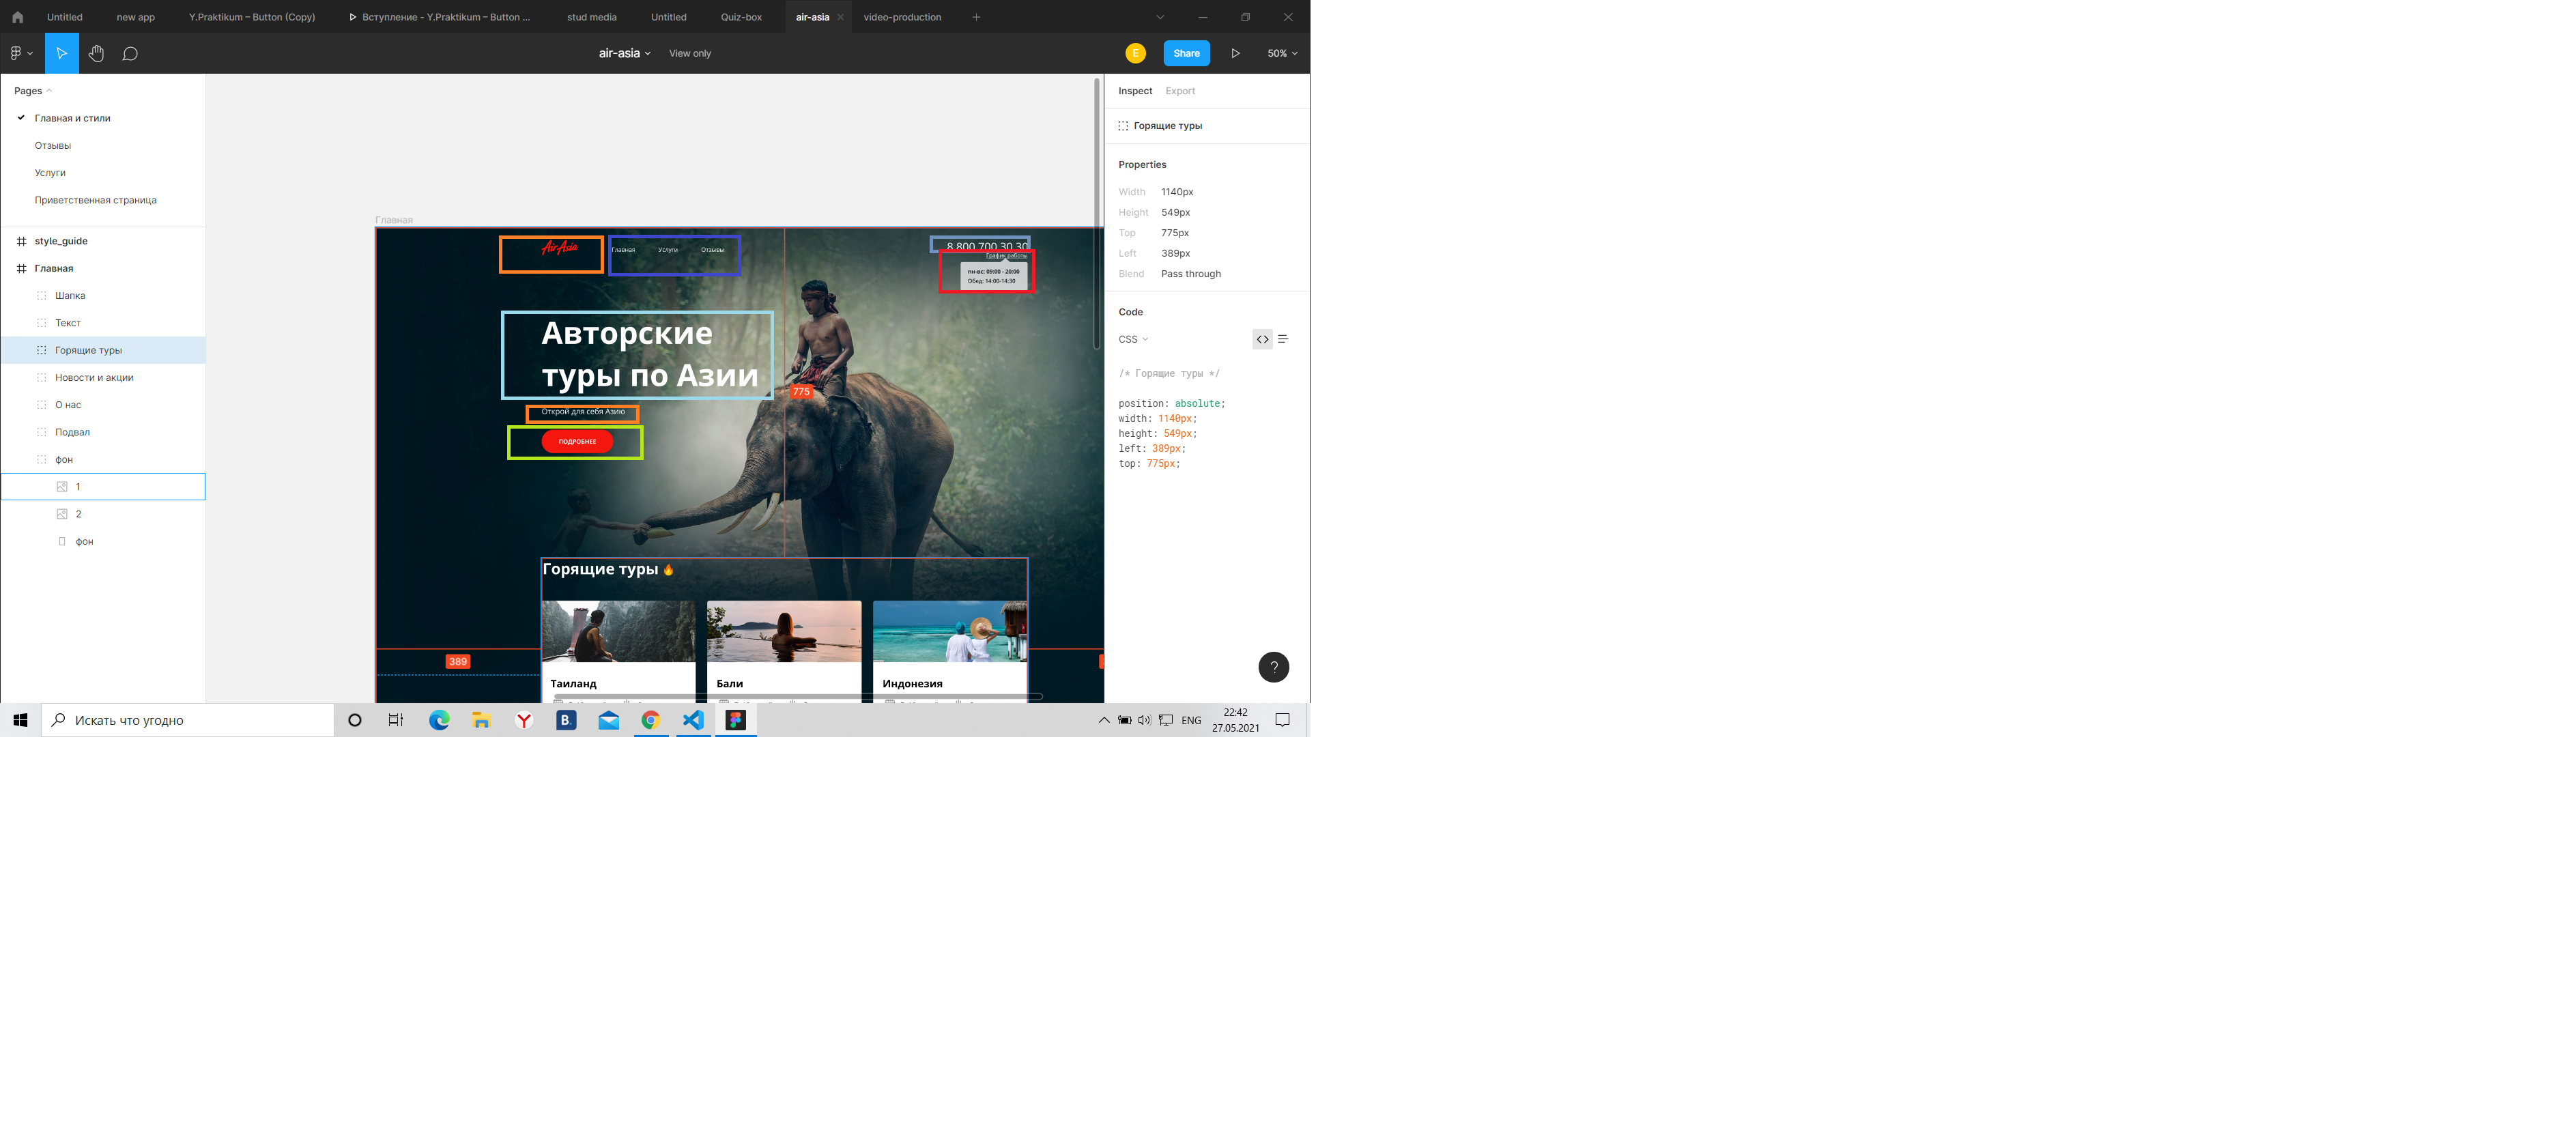 Untitled
new app
Y.Praktikum – Button (Copy)
Вступление - Y.Praktikum – Button ...
stud media
Untitled
Quiz-box
air-asia
video-production
air-asia
View only
E
Share
50%
Pages
Главная и стили
Отзывы
Услуги
Приветственная страница
style_guide
Главная
Шапка
Текст
Горящие туры
Новости и акции
О нас
Подвал
фон
1
2
фон
Главная
AirAsia
Главная
Услуги
Отзывы
8 800 700 30 30
График работы
пн-вс: 09:00 - 20:00
Обед: 14:00-14:30
Авторские
туры по Азии
775
Открой для себя Азию
ПОДРОБНЕЕ
Горящие туры
389
Таиланд
Бали
Индонезия
Inspect
Export
Горящие туры
Properties
Width 1140px
Height 549px
Top 775px
Left 389px
Blend Pass through
Code
CSS
/* Горящие туры */
position: absolute;
width: 1140px;
height: 549px;
left: 389px;
top: 775px;
?
Искать что угодно
ENG
22:42
27.05.2021